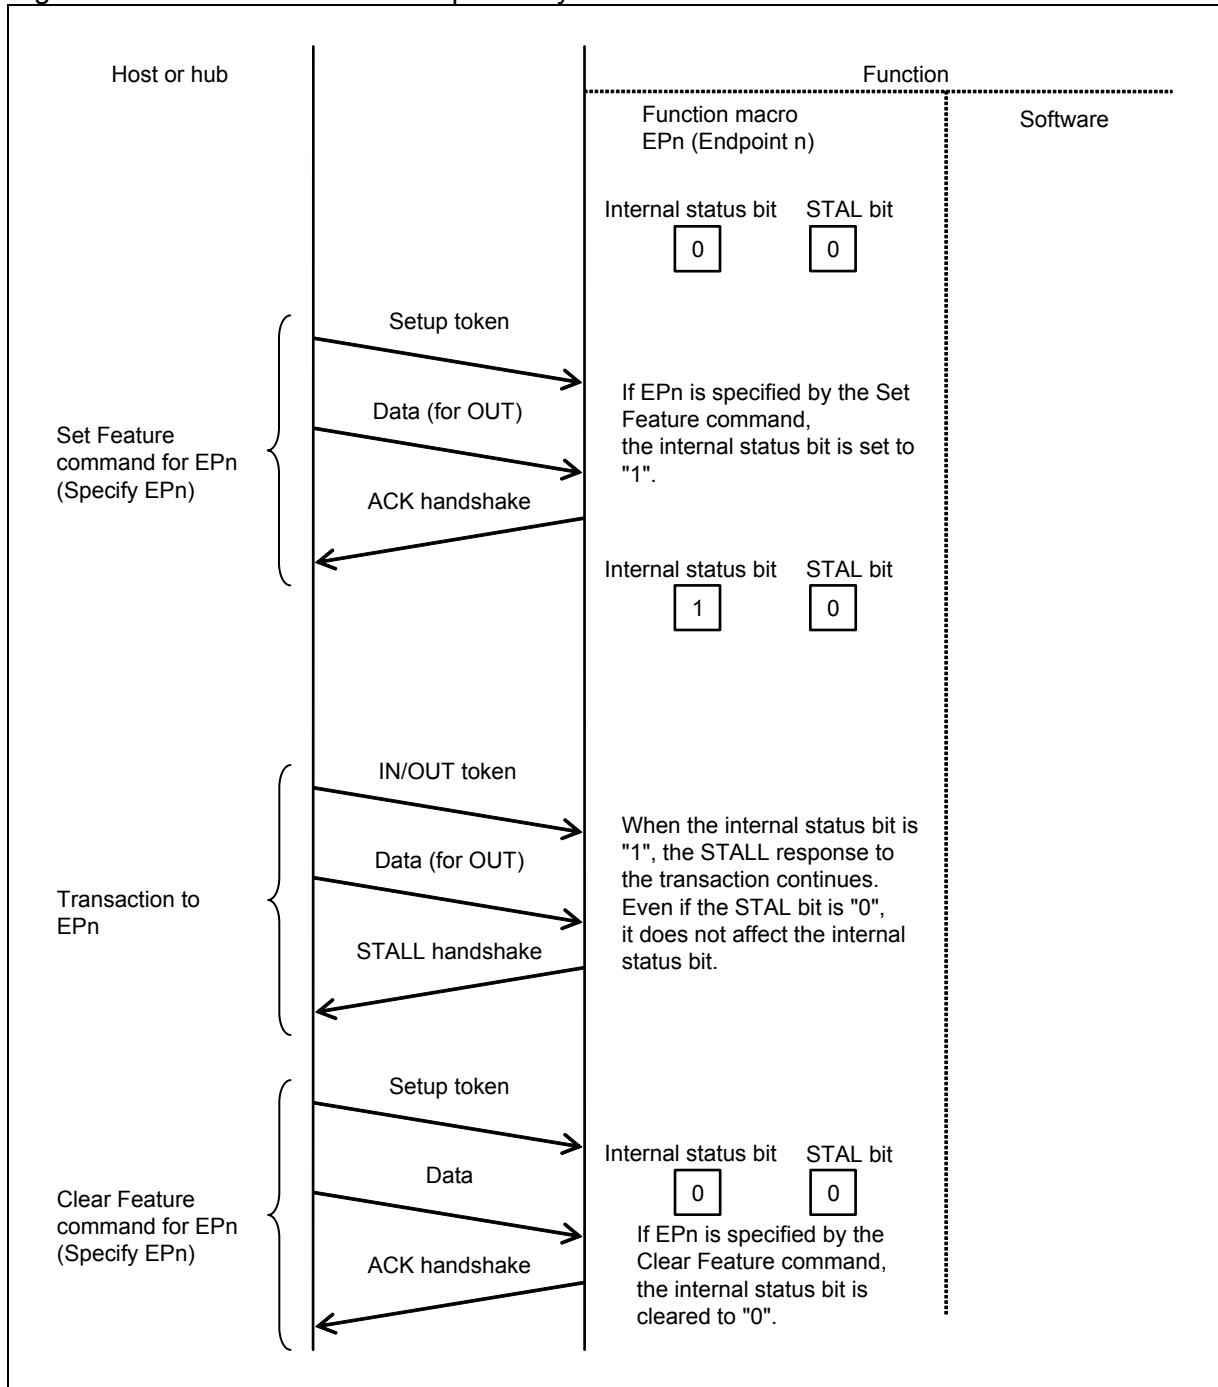 Host or hub
Function
Function macro
EPn (Endpoint n)
Software
Internal status bit STAL bit
0 0
Setup token
Data (for OUT)
ACK handshake
Set Feature
command for EPn
(Specify EPn)
If EPn is specified by the Set
Feature command,
the internal status bit is set to
"1".
Internal status bit STAL bit
1 0
IN/OUT token
Data (for OUT)
STALL handshake
Transaction to
EPn
When the internal status bit is
"1", the STALL response to
the transaction continues.
Even if the STAL bit is "0",
it does not affect the internal
status bit.
Setup token
Data
ACK handshake
Clear Feature
command for EPn
(Specify EPn)
Internal status bit STAL bit
0 0
If EPn is specified by the
Clear Feature command,
the internal status bit is
cleared to "0".